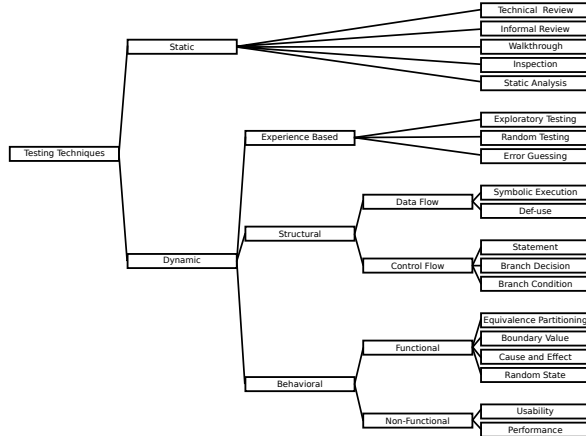 Technical Review
Informal Review
Static
Walkthrough
Inspection
Static Analysis
Exploratory Testing
Experience Based
Random Testing
Testing Techniques
Error Guessing
Symbolic Execution
Data Flow
Def-use
Structural
Statement
Dynamic
Control Flow
Branch Decision
Branch Condition
Equivalence Partitioning
Boundary Value
Functional
Cause and Effect
Random State
Behavioral
Usability
Non-Functional
Performance